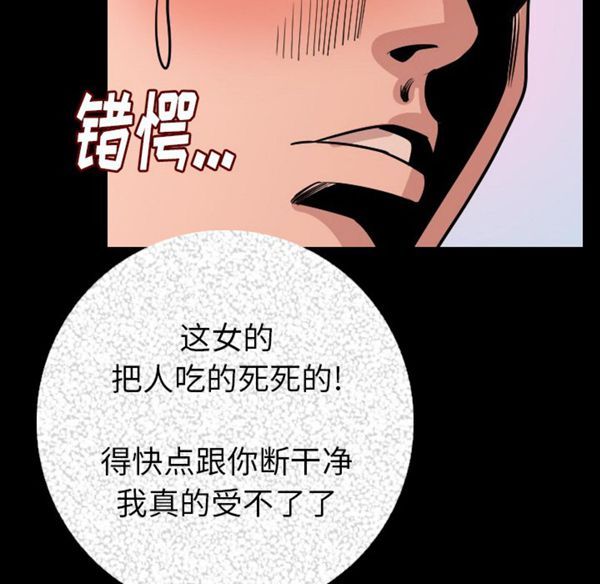 错愕…
这女的
把人吃的死死的!
得快点跟你断干净
我真的受不了了